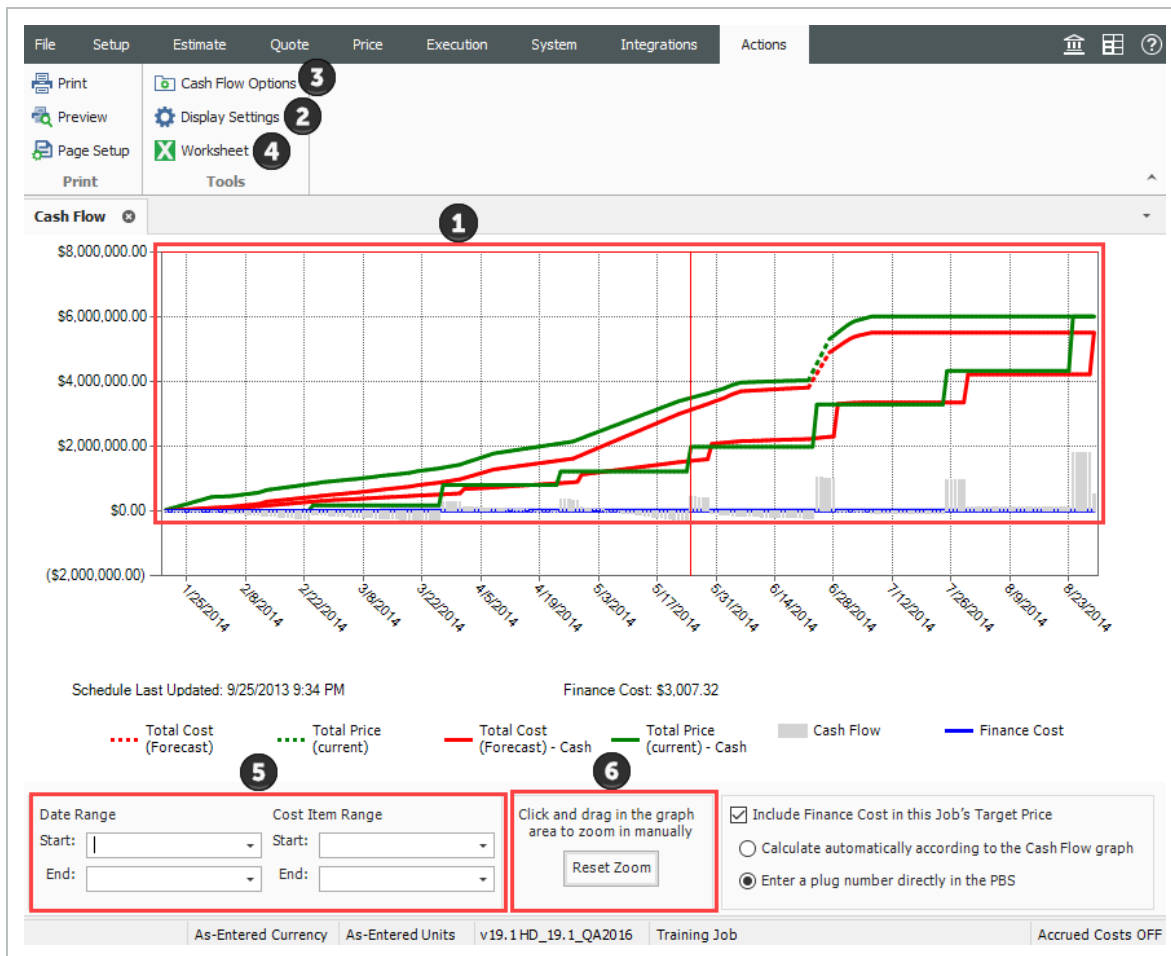 File Setup Estimate Quote Price Execution System Integrations Actions
Print Cash Flow Options 3
Preview Display Settings 2
Page Setup Worksheet 4
Print Tools
Cash Flow 1
$8,000,000.00
$6,000,000.00
$4,000,000.00
$2,000,000.00
$0.00
($2,000,000.00)
1/25/2014 2/8/2014 2/22/2014 3/8/2014 3/22/2014 4/5/2014 4/19/2014 5/3/2014 5/17/2014 5/31/2014 6/14/2014 6/28/2014 7/12/2014 7/26/2014 8/9/2014 8/23/2014
Schedule Last Updated: 9/25/2013 9:34 PM Finance Cost: $3,007.32
Total Cost Total Price Total Cost Total Price Cash Flow Finance Cost
(Forecast) (current) (Forecast) - Cash (current) - Cash
5 6
Date Range Cost Item Range Click and drag in the graph Include Finance Cost in this Job's Target Price
area to zoom in manually
Start: Start:
Calculate automatically according to the Cash Flow graph
End: End: Reset Zoom
Enter a plug number directly in the PBS
As-Entered Currency As-Entered Units v19.1 HD_19.1_QA2016 Training Job Accrued Costs OFF